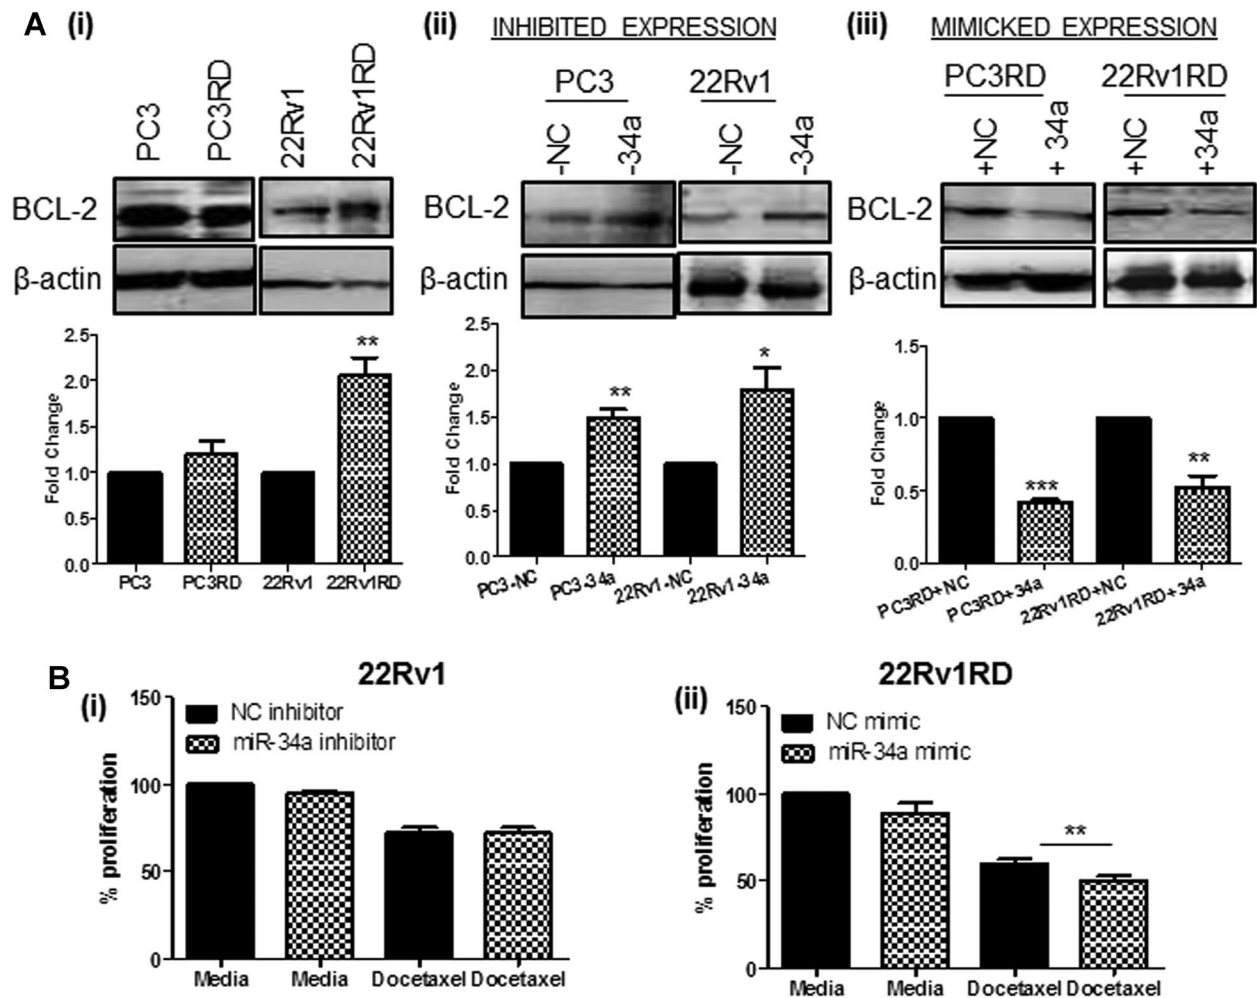 A (i)
PC3
PC3RD
22Rv1
22Rv1RD
BCL-2
β-actin
Fold Change
2.5
2.0
1.5
1.0
0.5
0.0
PC3 PC3RD 22Rv1 22Rv1RD
**
(ii) INHIBITED EXPRESSION
PC3 22Rv1
-NC
-34a
-NC
-34a
BCL-2
β-actin
Fold Change
2.5
2.0
1.5
1.0
0.5
0.0
**
*
PC3-NC
PC3-34a
22Rv1-NC
22Rv1-34a
(iii) MIMICKED EXPRESSION
PC3RD 22Rv1RD
+NC
+ 34a
+NC
+34a
BCL-2
β-actin
Fold Change
1.5
1.0
0.5
0.0
***
**
PC3RD+NC
PC3RD+34a
22Rv1RD+NC
22Rv1RD+34a
B (i)
22Rv1
NC inhibitor
miR-34a inhibitor
% proliferation
150
100
50
0
Media Media Docetaxel Docetaxel
(ii)
22Rv1RD
NC mimic
miR-34a mimic
% proliferation
150
100
50
0
**
Media Media Docetaxel Docetaxel